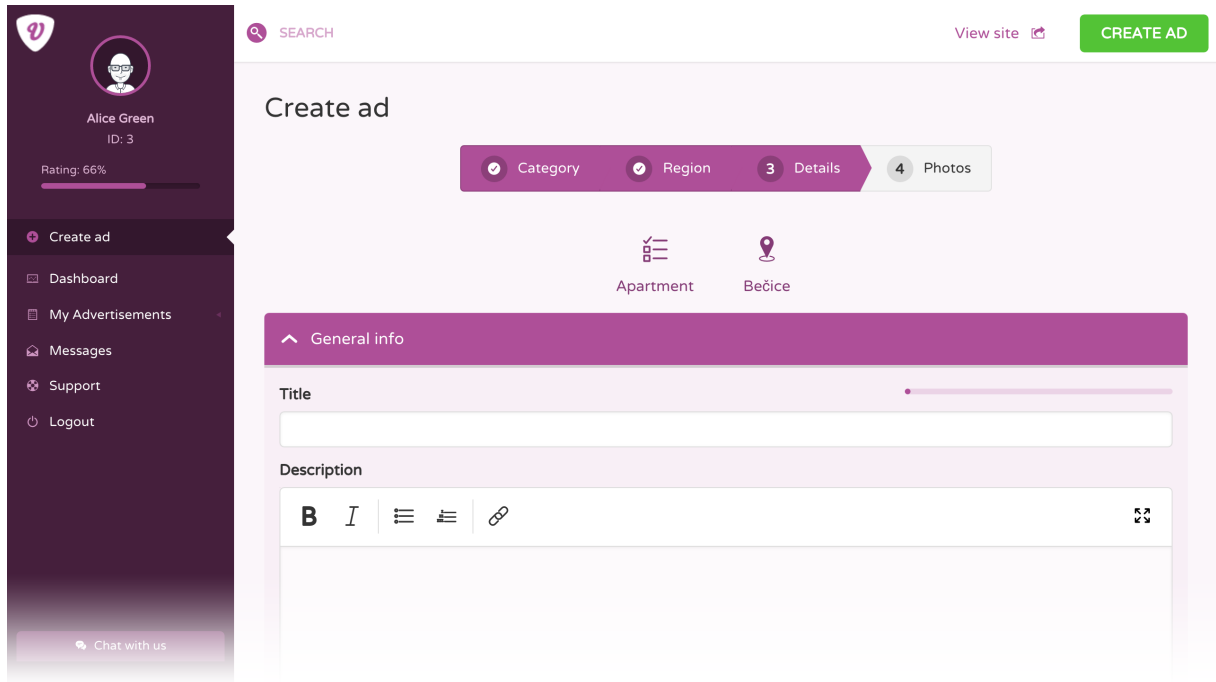 SEARCH
View site
CREATE AD
Alice Green
ID: 3
Rating: 66%
Create ad
Dashboard
My Advertisements
Messages
Support
Logout
Chat with us
Create ad
Category
Region
3 Details
4 Photos
Apartment
Bečice
General info
Title
Description
B I